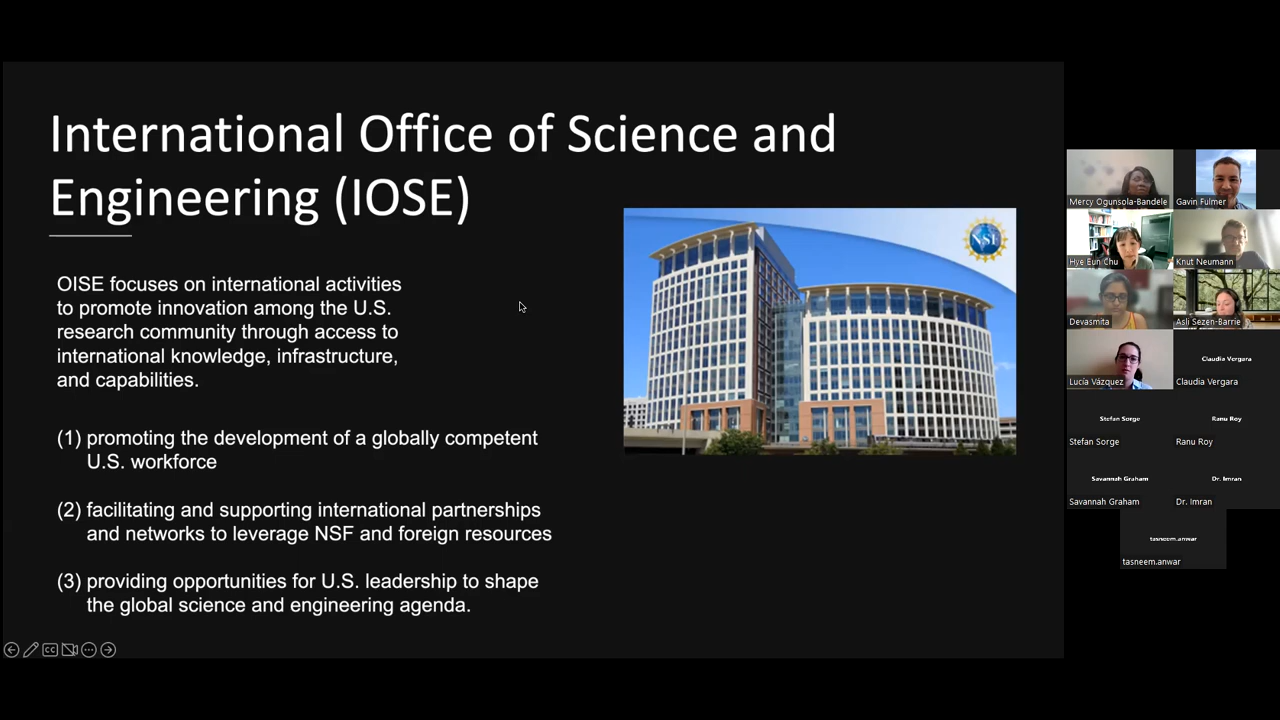 International Office of Science and
Engineering (IOSE)
OISE focuses on international activities
to promote innovation among the U.S.
research community through access to
international knowledge, infrastructure,
and capabilities.
(1) promoting the development of a globally competent
U.S. workforce
(2) facilitating and supporting international partnerships
and networks to leverage NSF and foreign resources
(3) providing opportunities for U.S. leadership to shape
the global science and engineering agenda.
NSF
CC
Mercy Ogunsola-Bandele
Gavin Fulmer
Hye-Eun Chu
Knut Neumann
Devasmita
Asli Sezen-Barrie
Lucía Vázquez
Claudia Vergara
Claudia Vergara
Stefan Sorge
Stefan Sorge
Ranu Roy
Ranu Roy
Savannah Graham
Savannah Graham
Dr. Imran
Dr. Imran
tasneem.anwar
tasneem.anwar